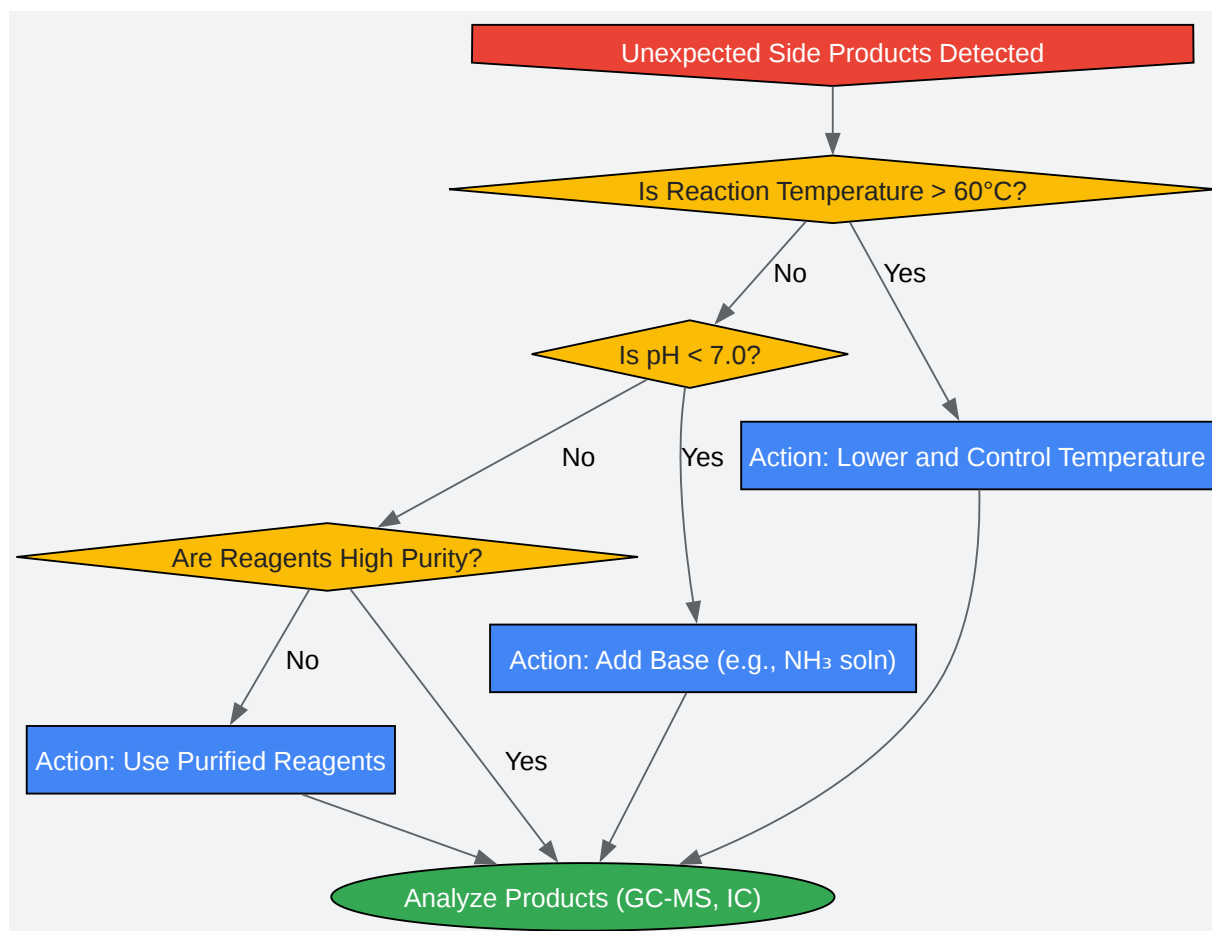 Unexpected Side Products Detected
Is Reaction Temperature > 60°C?
No
Yes
Is pH < 7.0?
No
Yes
Action: Lower and Control Temperature
Are Reagents High Purity?
No
Action: Add Base (e.g., NH₃ soln)
Action: Use Purified Reagents
Yes
Analyze Products (GC-MS, IC)